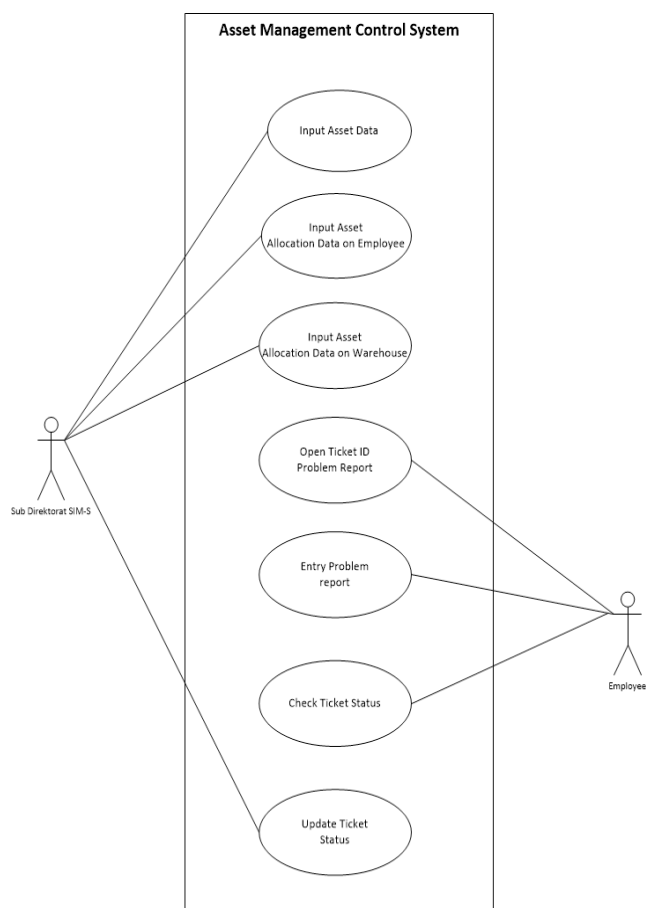 Asset Management Control System
Input Asset Data
Input Asset
Allocation Data on Employee
Input Asset
Allocation Data on Warehouse
Open Ticket ID
Problem Report
Sub Direktorat SIM-S
Entry Problem
report
Employee
Check Ticket Status
Update Ticket
Status